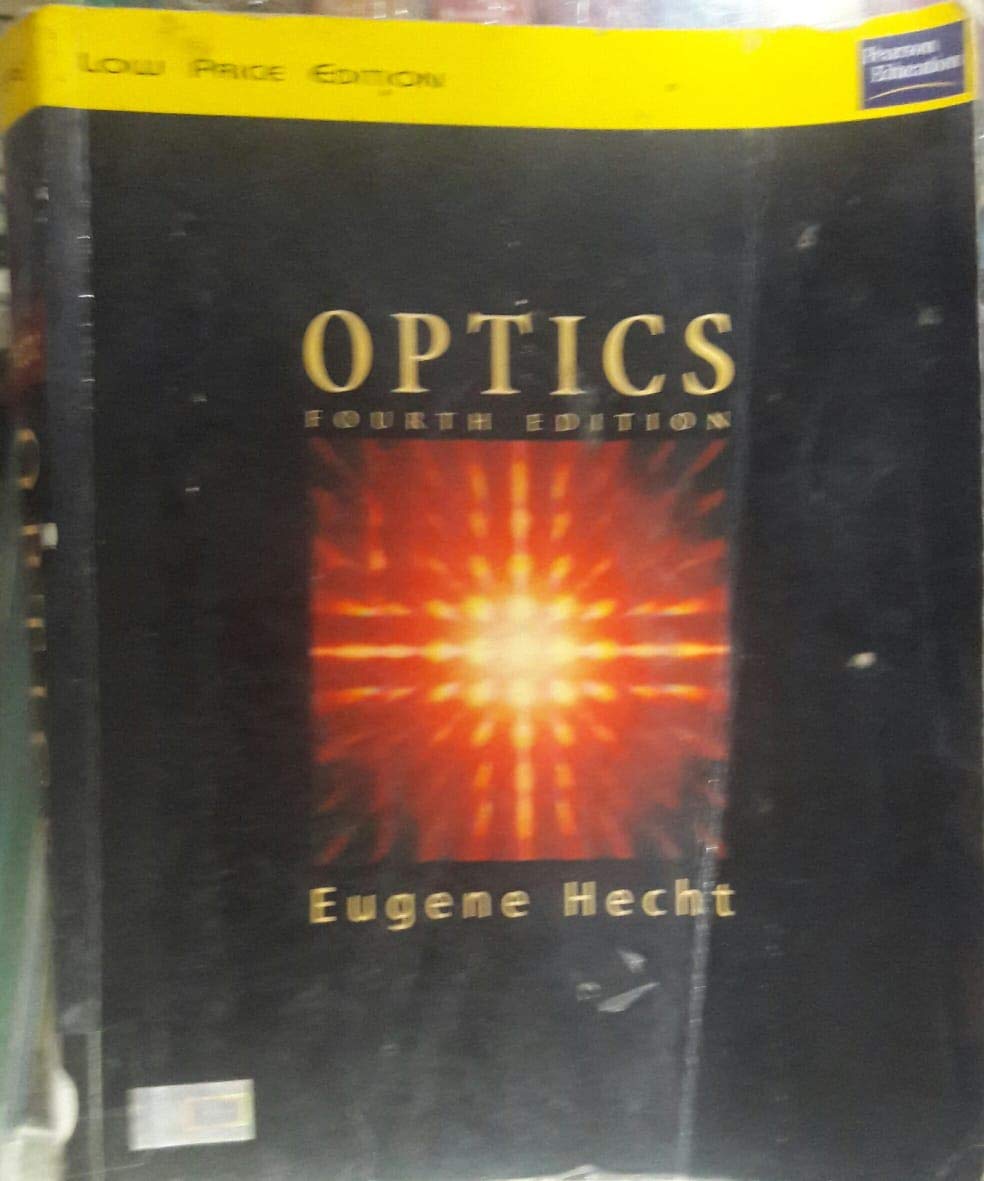 LOW PRICE EDITION
Pearson
Education
OPTICS
FOURTH EDITION
Eugene Hecht